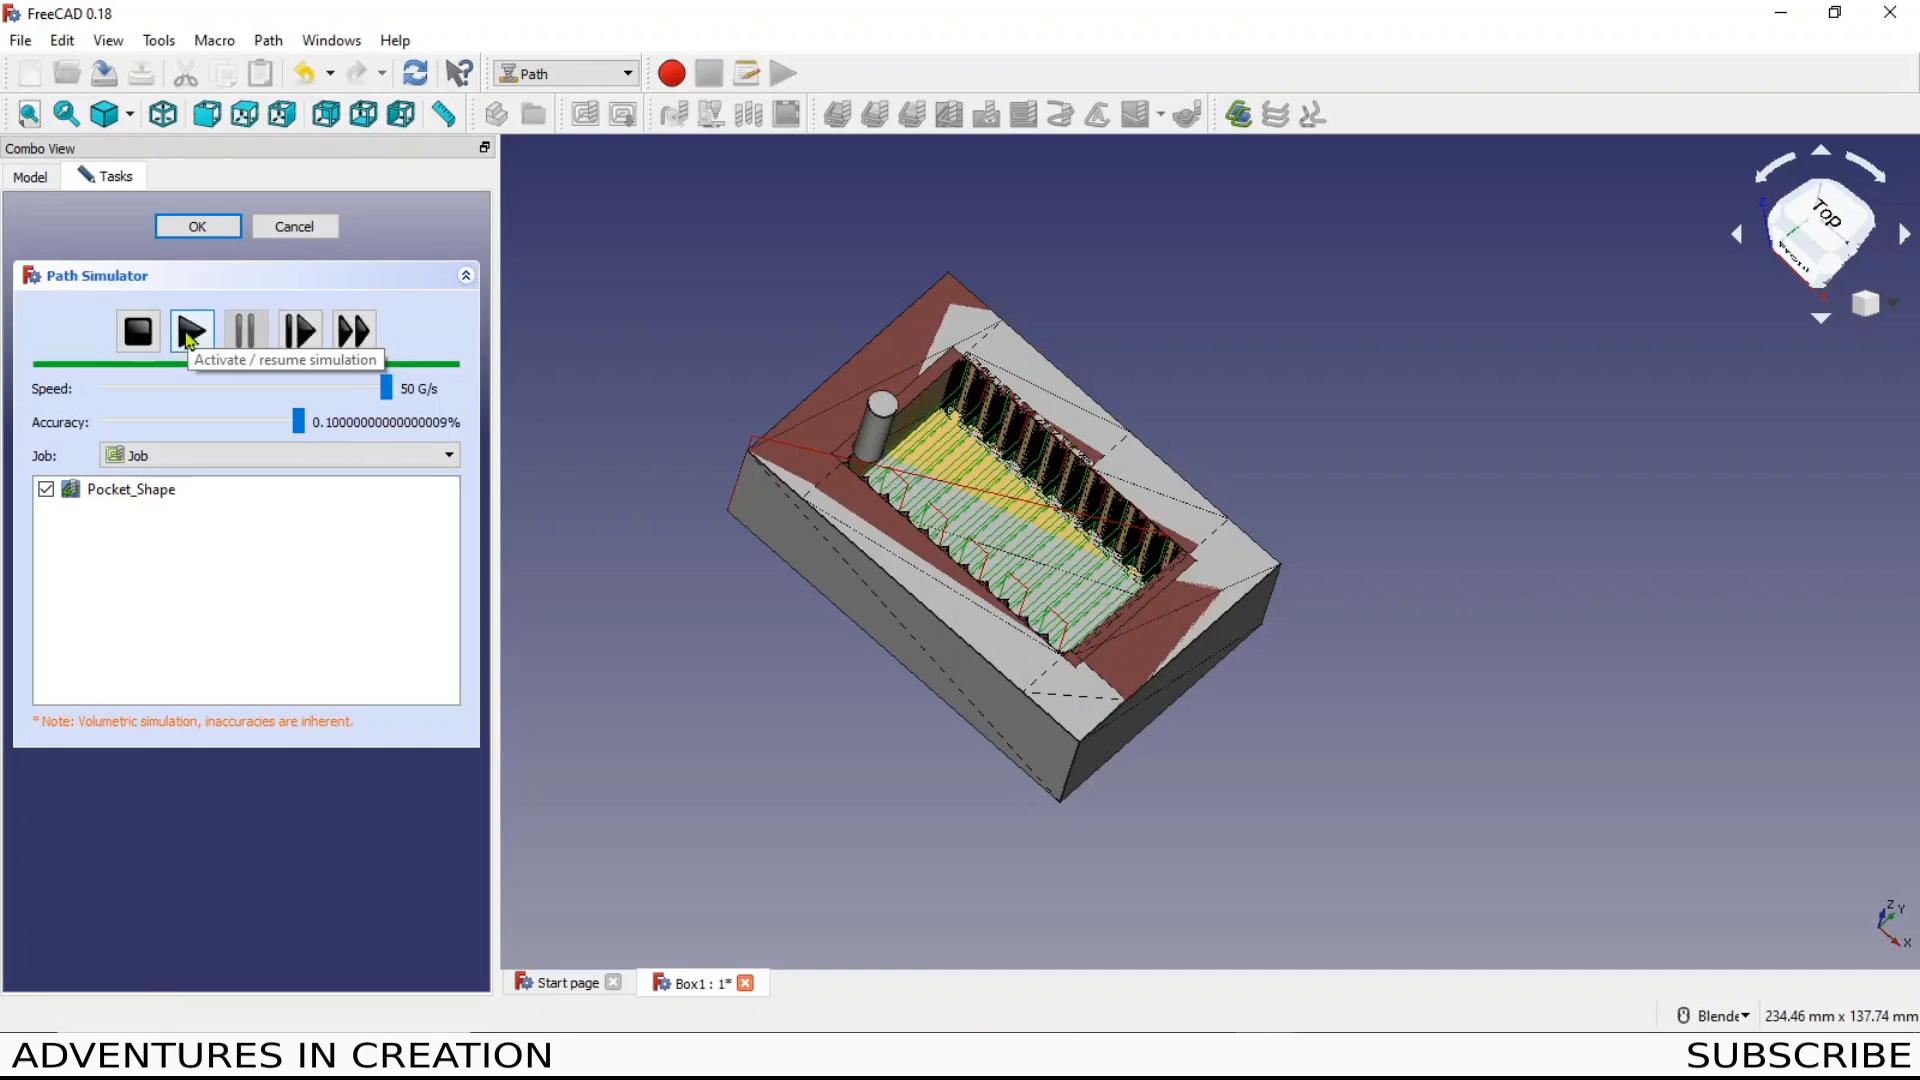 FreeCAD 0.18
File Edit View Tools Macro Path Windows Help
Path
Combo View
Model Tasks
OK Cancel
Path Simulator
Activate / resume simulation
Speed: 50 G/s
Accuracy: 0.10000000000000009%
Job: Job
Pocket_Shape
* Note: Volumetric simulation, inaccuracies are inherent.
Top
Front
Z
X
Z
Y
X
Start page
Box1 : 1*
Blende
234.46 mm x 137.74 mm
ADVENTURES IN CREATION
SUBSCRIBE